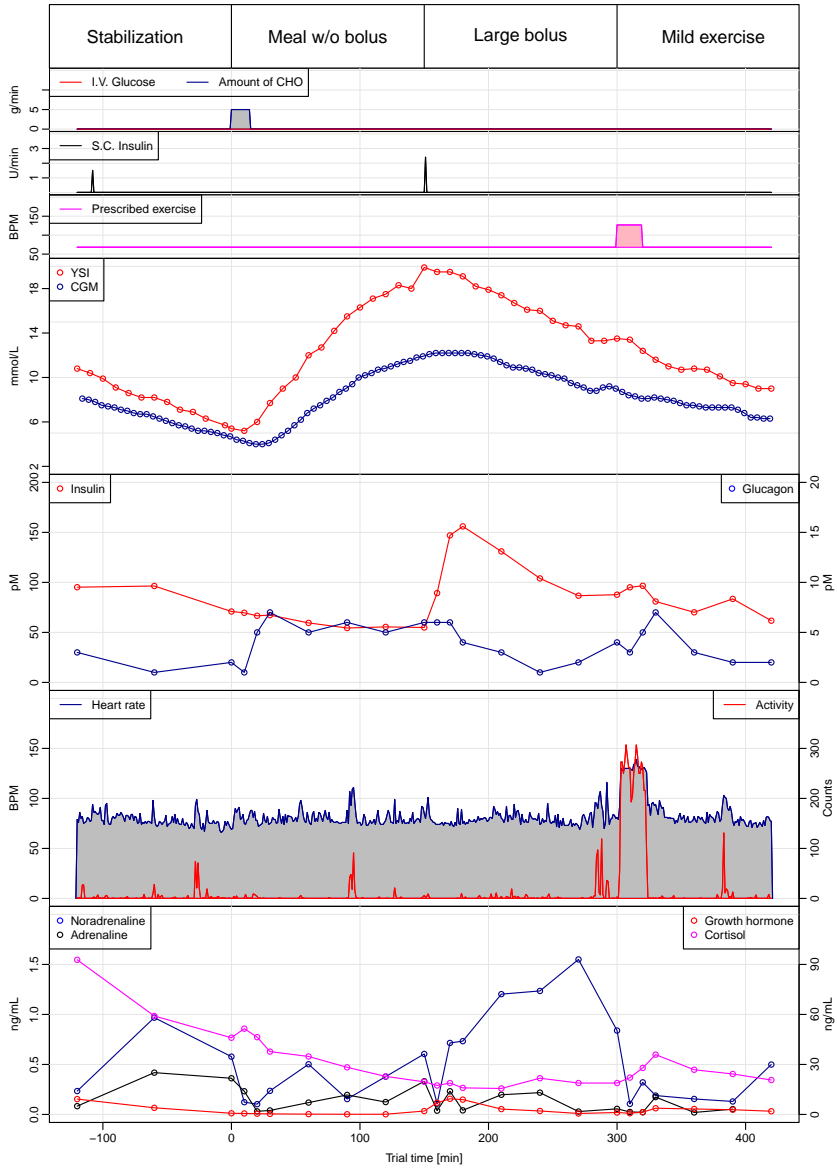 Stabilization Meal w/o bolus Large bolus Mild exercise
I.V. Glucose Amount of CHO
g/min
0 5
S.C. Insulin
U/min
1 3
Prescribed exercise
BPM
50 150
YSI
CGM
mmol/L
2 6 10 14 18
Insulin
Glucagon
pM
0 50 100 150 200
pM
0 5 10 15 20
Heart rate
Activity
BPM
0 50 100 150
Counts
0 100 200 300
Noradrenaline
Adrenaline
Growth hormone
Cortisol
ng/mL
0.0 0.5 1.0 1.5
ng/mL
0 30 60 90
−100 0 100 200 300 400
Trial time [min]